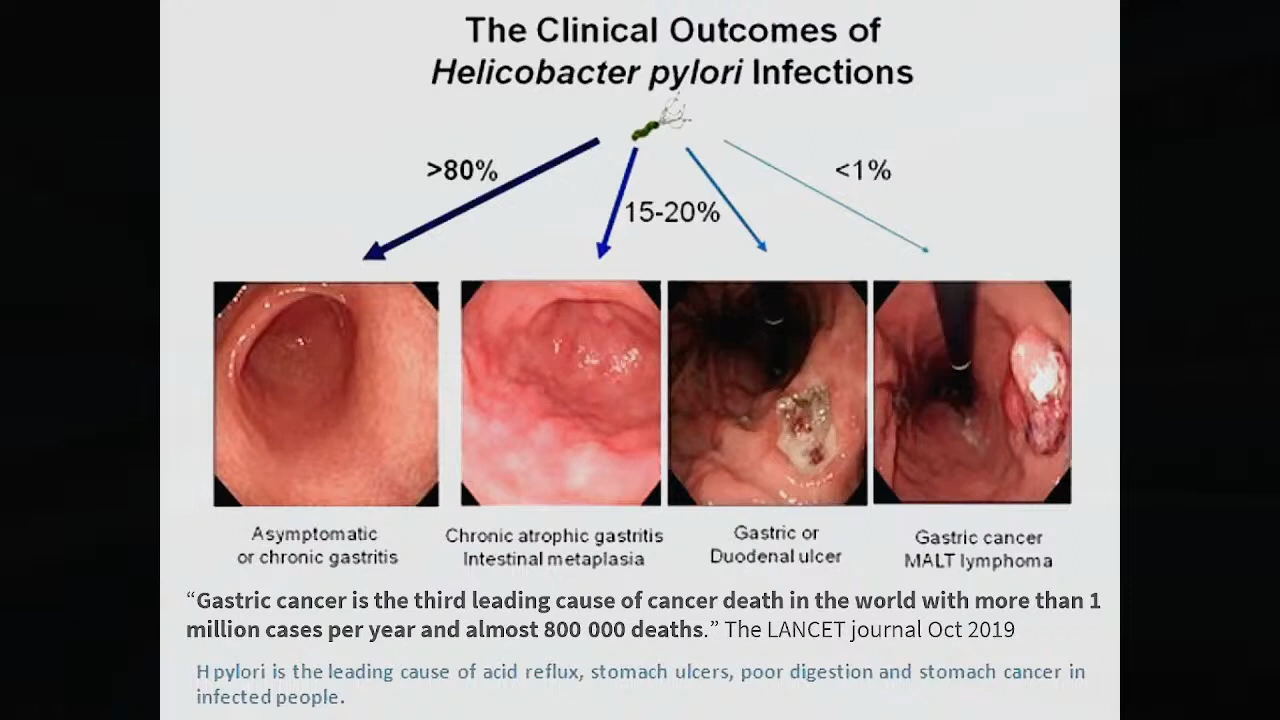 The Clinical Outcomes of
Helicobacter pylori Infections
>80%
15-20%
<1%
Asymptomatic
or chronic gastritis
Chronic atrophic gastritis
Intestinal metaplasia
Gastric or
Duodenal ulcer
Gastric cancer
MALT lymphoma
“Gastric cancer is the third leading cause of cancer death in the world with more than 1
million cases per year and almost 800 000 deaths.” The LANCET journal Oct 2019
H pylori is the leading cause of acid reflux, stomach ulcers, poor digestion and stomach cancer in
infected people.